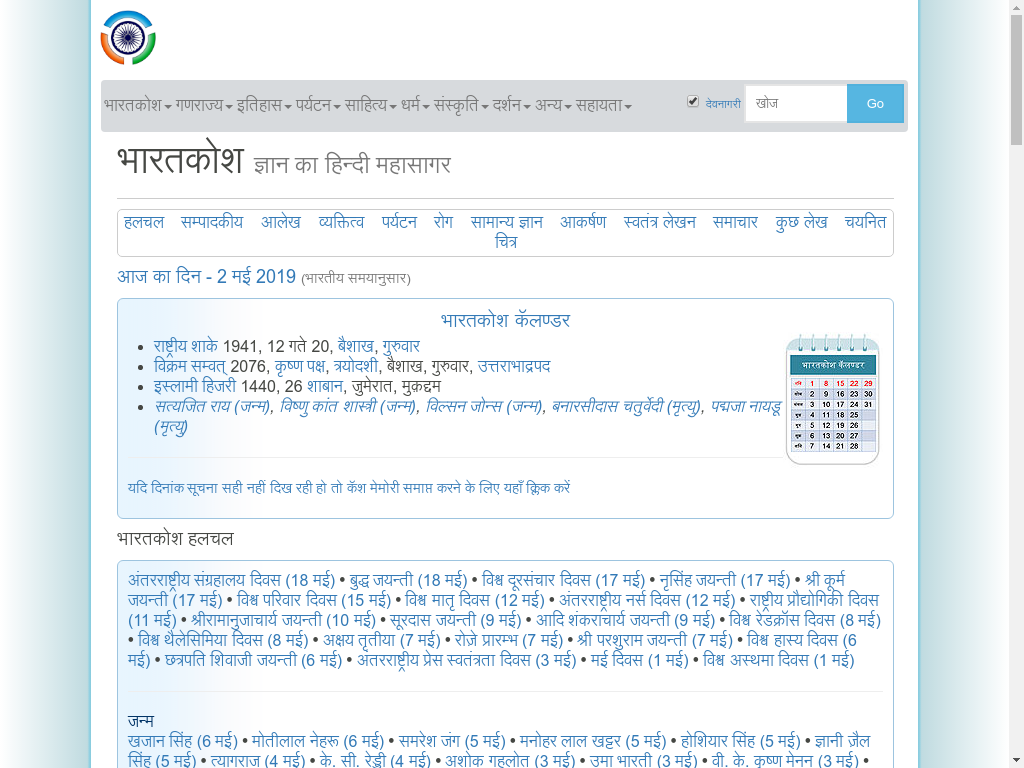 भारतकोश गणराज्य इतिहास पर्यटन साहित्य धर्म संस्कृति दर्शन अन्य सहायता देवनागरी खोज Go
भारतकोश ज्ञान का हिन्दी महासागर
हलचल सम्पादकीय आलेख व्यक्तित्व पर्यटन रोग सामान्य ज्ञान आकर्षण स्वतंत्र लेखन समाचार कुछ लेख चयनित
चित्र
आज का दिन - 2 मई 2019 (भारतीय समयानुसार)
भारतकोश कॅलण्डर
• राष्ट्रीय शाके 1941, 12 गते 20, बैशाख, गुरुवार
• विक्रम सम्वत् 2076, कृष्ण पक्ष, त्रयोदशी, बैशाख, गुरुवार, उत्तराभाद्रपद
• इस्लामी हिजरी 1440, 26 शाबान, जुमेरात, मुक़द्दम
• सत्यजित राय (जन्म), विष्णु कांत शास्त्री (जन्म), विल्सन जोन्स (जन्म), बनारसीदास चतुर्वेदी (मृत्यु), पद्मजा नायडू
(मृत्यु)
भारतकोश कॅलण्डर
रवि 1 8 15 22 29
सोम 2 9 16 23 30
मंगल 3 10 17 24 31
बुध 4 11 18 25
गुरु 5 12 19 26
शुक्र 6 13 20 27
शनि 7 14 21 28
यदि दिनांक सूचना सही नहीं दिख रही हो तो कॅश मेमोरी समाप्त करने के लिए यहाँ क्लिक करें
भारतकोश हलचल
अंतरराष्ट्रीय संग्रहालय दिवस (18 मई) • बुद्ध जयन्ती (18 मई) • विश्व दूरसंचार दिवस (17 मई) • नृसिंह जयन्ती (17 मई) • श्री कूर्म
जयन्ती (17 मई) • विश्व परिवार दिवस (15 मई) • विश्व मातृ दिवस (12 मई) • अंतरराष्ट्रीय नर्स दिवस (12 मई) • राष्ट्रीय प्रौद्योगिकी दिवस
(11 मई) • श्रीरामानुजाचार्य जयन्ती (10 मई) • सूरदास जयन्ती (9 मई) • आदि शंकराचार्य जयन्ती (9 मई) • विश्व रेडक्रॉस दिवस (8 मई)
• विश्व थैलेसिमिया दिवस (8 मई) • अक्षय तृतीया (7 मई) • रोज़े प्रारम्भ (7 मई) • श्री परशुराम जयन्ती (7 मई) • विश्व हास्य दिवस (6
मई) • छत्रपति शिवाजी जयन्ती (6 मई) • अंतरराष्ट्रीय प्रेस स्वतंत्रता दिवस (3 मई) • मई दिवस (1 मई) • विश्व अस्थमा दिवस (1 मई)
जन्म
खजान सिंह (6 मई) • मोतीलाल नेहरू (6 मई) • समरेश जंग (5 मई) • मनोहर लाल खट्टर (5 मई) • होशियार सिंह (5 मई) • ज्ञानी ज़ैल
सिंह (5 मई) • त्यागराज (4 मई) • के. सी. रेड्डी (4 मई) • अशोक गहलोत (3 मई) • उमा भारती (3 मई) • वी. के. कृष्ण मेनन (3 मई) •